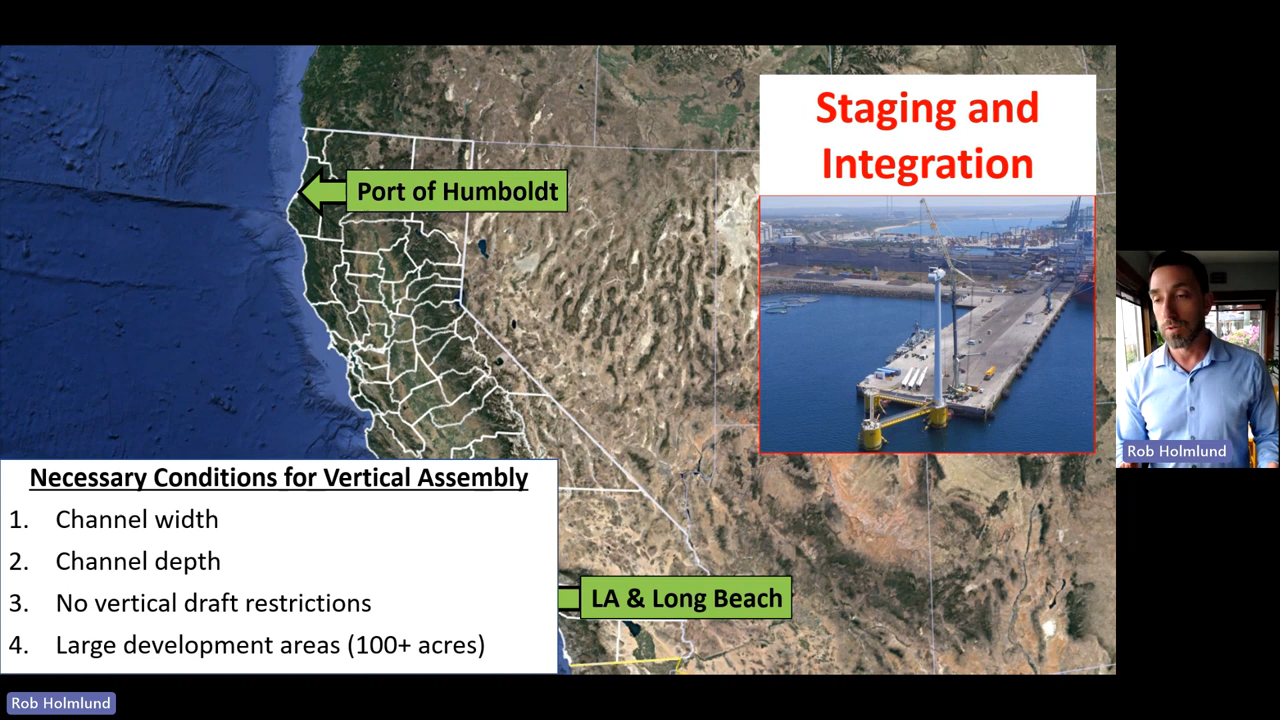 Staging and
Integration
Port of Humboldt
Necessary Conditions for Vertical Assembly
1. Channel width
2. Channel depth
3. No vertical draft restrictions
4. Large development areas (100+ acres)
LA & Long Beach
Rob Holmlund
Rob Holmlund